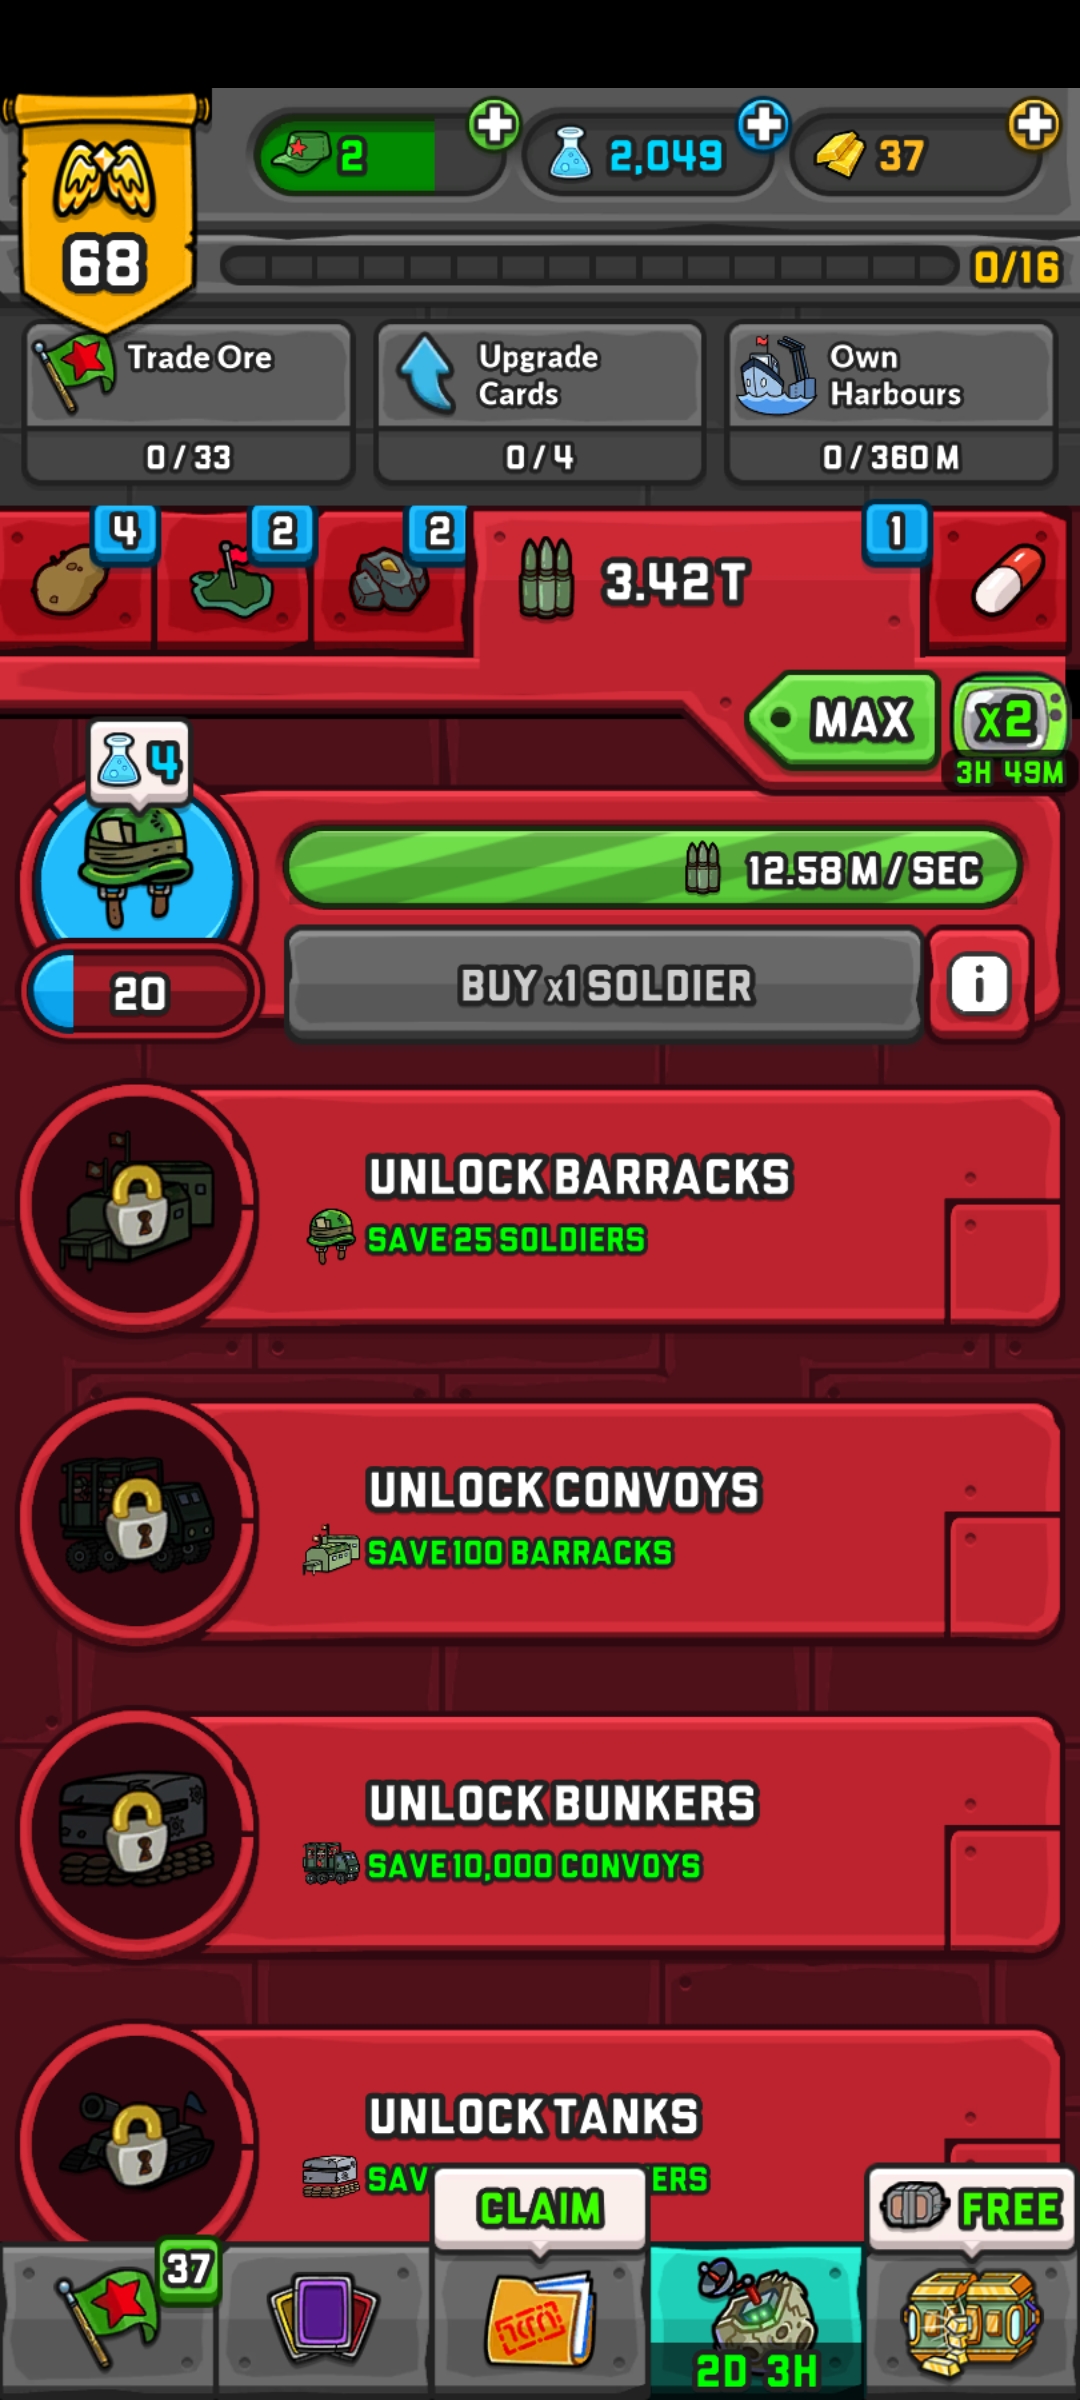 2
2,049
37
68
0/16
Trade Ore
Upgrade
Cards
Own
Harbours
0 / 33
0 / 4
0 / 360 M
4
2
2
3.42 T
1
MAX
x2
3H 49M
4
12.58 M / SEC
20
BUY x1 SOLDIER
i
UNLOCK BARRACKS
SAVE 25 SOLDIERS
UNLOCK CONVOYS
SAVE 100 BARRACKS
UNLOCK BUNKERS
SAVE 10,000 CONVOYS
UNLOCK TANKS
CLAIM
FREE
37
2D 3H